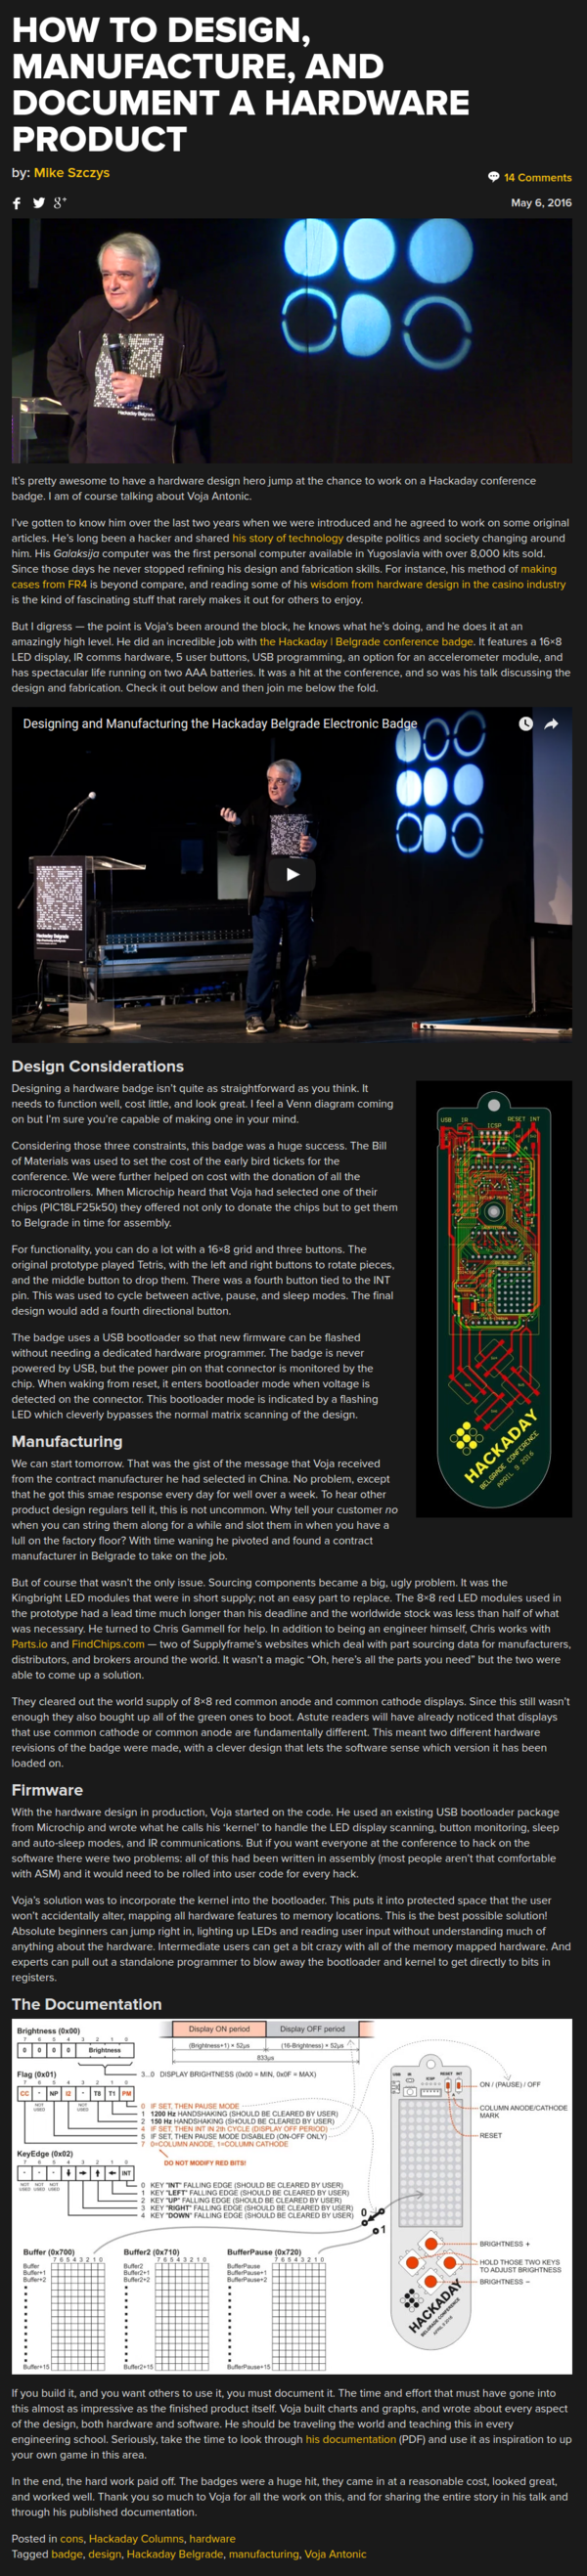 HOW TO DESIGN,
MANUFACTURE, AND
DOCUMENT A HARDWARE
PRODUCT
by: Mike Szczys
14 Comments
May 6, 2016
It's pretty awesome to have a hardware design hero jump at the chance to work on a Hackaday conference
badge. I am of course talking about Voja Antonic.
I've gotten to know him over the last two years when we were introduced and he agreed to work on some original
articles. He's long been a hacker and shared his story of technology despite politics and society changing around
him. His Galaksija computer was the first personal computer available in Yugoslavia with over 8,000 kits sold.
Since those days he never stopped refining his design and fabrication skills. For instance, his method of making
cases from FR4 is beyond compare, and reading some of his wisdom from hardware design in the casino industry
is the kind of fascinating stuff that rarely makes it out for others to enjoy.
But I digress — the point is Voja's been around the block, he knows what he's doing, and he does it at an
amazingly high level. He did an incredible job with the Hackaday | Belgrade conference badge. It features a 16×8
LED display, IR comms hardware, 5 user buttons, USB programming, an option for an accelerometer module, and
has spectacular life running on two AAA batteries. It was a hit at the conference, and so was his talk discussing the
design and fabrication. Check it out below and then join me below the fold.
Designing and Manufacturing the Hackaday Belgrade Electronic Badge
Design Considerations
Designing a hardware badge isn't quite as straightforward as you think. It
needs to function well, cost little, and look great. I feel a Venn diagram coming
on but I'm sure you're capable of making one in your mind.
Considering those three constraints, this badge was a huge success. The Bill
of Materials was used to set the cost of the early bird tickets for the
conference. We were further helped on cost with the donation of all the
microcontrollers. Mhen Microchip heard that Voja had selected one of their
chips (PIC18LF25k50) they offered not only to donate the chips but to get them
to Belgrade in time for assembly.
For functionality, you can do a lot with a 16×8 grid and three buttons. The
original prototype played Tetris, with the left and right buttons to rotate pieces,
and the middle button to drop them. There was a fourth button tied to the INT
pin. This was used to cycle between active, pause, and sleep modes. The final
design would add a fourth directional button.
The badge uses a USB bootloader so that new firmware can be flashed
without needing a dedicated hardware programmer. The badge is never
powered by USB, but the power pin on that connector is monitored by the
chip. When waking from reset, it enters bootloader mode when voltage is
detected on the connector. This bootloader mode is indicated by a flashing
LED which cleverly bypasses the normal matrix scanning of the design.
USB IR RESET INT
ICSP
HACKADAY
BELGRADE CONFERENCE
APRIL 9 2016
Manufacturing
We can start tomorrow. That was the gist of the message that Voja received
from the contract manufacturer he had selected in China. No problem, except
that he got this smae response every day for well over a week. To hear other
product design regulars tell it, this is not uncommon. Why tell your customer no
when you can string them along for a while and slot them in when you have a
lull on the factory floor? With time waning he pivoted and found a contract
manufacturer in Belgrade to take on the job.
But of course that wasn't the only issue. Sourcing components became a big, ugly problem. It was the
Kingbright LED modules that were in short supply; not an easy part to replace. The 8×8 red LED modules used in
the prototype had a lead time much longer than his deadline and the worldwide stock was less than half of what
was necessary. He turned to Chris Gammell for help. In addition to being an engineer himself, Chris works with
Parts.io and FindChips.com — two of Supplyframe's websites which deal with part sourcing data for manufacturers,
distributors, and brokers around the world. It wasn't a magic "Oh, here's all the parts you need" but the two were
able to come up a solution.
They cleared out the world supply of 8×8 red common anode and common cathode displays. Since this still wasn't
enough they also bought up all of the green ones to boot. Astute readers will have already noticed that displays
that use common cathode or common anode are fundamentally different. This meant two different hardware
revisions of the badge were made, with a clever design that lets the software sense which version it has been
loaded on.
Firmware
With the hardware design in production, Voja started on the code. He used an existing USB bootloader package
from Microchip and wrote what he calls his 'kernel' to handle the LED display scanning, button monitoring, sleep
and auto-sleep modes, and IR communications. But if you want everyone at the conference to hack on the
software there were two problems: all of this had been written in assembly (most people aren't that comfortable
with ASM) and it would need to be rolled into user code for every hack.
Voja's solution was to incorporate the kernel into the bootloader. This puts it into protected space that the user
won't accidentally alter, mapping all hardware features to memory locations. This is the best possible solution!
Absolute beginners can jump right in, lighting up LEDs and reading user input without understanding much of
anything about the hardware. Intermediate users can get a bit crazy with all of the memory mapped hardware. And
experts can pull out a standalone programmer to blow away the bootloader and kernel to get directly to bits in
registers.
The Documentation
Brightness (0x00)
7 6 5 4 3 2 1 0
0 0 0 0 Brightness
Display ON period Display OFF period
(Brightness+1) × 52µs (16-Brightness) × 52µs
833µs
3...0 DISPLAY BRIGHTNESS (0x00 = MIN, 0x0F = MAX)
Flag (0x01)
7 6 5 4 3 2 1 0
CC - NP I2 - T8 T1 PM
NOT USED NOT USED
0 IF SET, THEN PAUSE MODE
1 1200 Hz HANDSHAKING (SHOULD BE CLEARED BY USER)
2 150 Hz HANDSHAKING (SHOULD BE CLEARED BY USER)
4 IF SET, THEN INT IN 2th CYCLE (DISPLAY OFF PERIOD)
5 IF SET, THEN PAUSE MODE DISABLED (ON-OFF ONLY)
7 0=COLUMN ANODE, 1=COLUMN CATHODE
DO NOT MODIFY RED BITS!
KeyEdge (0x02)
7 6 5 4 3 2 1 0
INT
NOT USED NOT USED NOT USED
0 KEY "INT" FALLING EDGE (SHOULD BE CLEARED BY USER)
1 KEY "LEFT" FALLING EDGE (SHOULD BE CLEARED BY USER)
2 KEY "UP" FALLING EDGE (SHOULD BE CLEARED BY USER)
3 KEY "RIGHT" FALLING EDGE (SHOULD BE CLEARED BY USER)
4 KEY "DOWN" FALLING EDGE (SHOULD BE CLEARED BY USER)
0
1
Buffer (0x700) Buffer2 (0x710) BufferPause (0x720)
7 6 5 4 3 2 1 0 7 6 5 4 3 2 1 0 7 6 5 4 3 2 1 0
Buffer Buffer2 BufferPause
Buffer+1 Buffer2+1 BufferPause+1
Buffer+2 Buffer2+2 BufferPause+2
Buffer+15 Buffer2+15 BufferPause+15
USB IR ICSP RESET INT
ON / (PAUSE) / OFF
COLUMN ANODE/CATHODE
MARK
RESET
BRIGHTNESS +
HOLD THOSE TWO KEYS
TO ADJUST BRIGHTNESS
BRIGHTNESS −
HACKADAY
BELGRADE CONFERENCE
APRIL 9 2016
If you build it, and you want others to use it, you must document it. The time and effort that must have gone into
this almost as impressive as the finished product itself. Voja built charts and graphs, and wrote about every aspect
of the design, both hardware and software. He should be traveling the world and teaching this in every
engineering school. Seriously, take the time to look through his documentation (PDF) and use it as inspiration to up
your own game in this area.
In the end, the hard work paid off. The badges were a huge hit, they came in at a reasonable cost, looked great,
and worked well. Thank you so much to Voja for all the work on this, and for sharing the entire story in his talk and
through his published documentation.
Posted in cons, Hackaday Columns, hardware
Tagged badge, design, Hackaday Belgrade, manufacturing, Voja Antonic